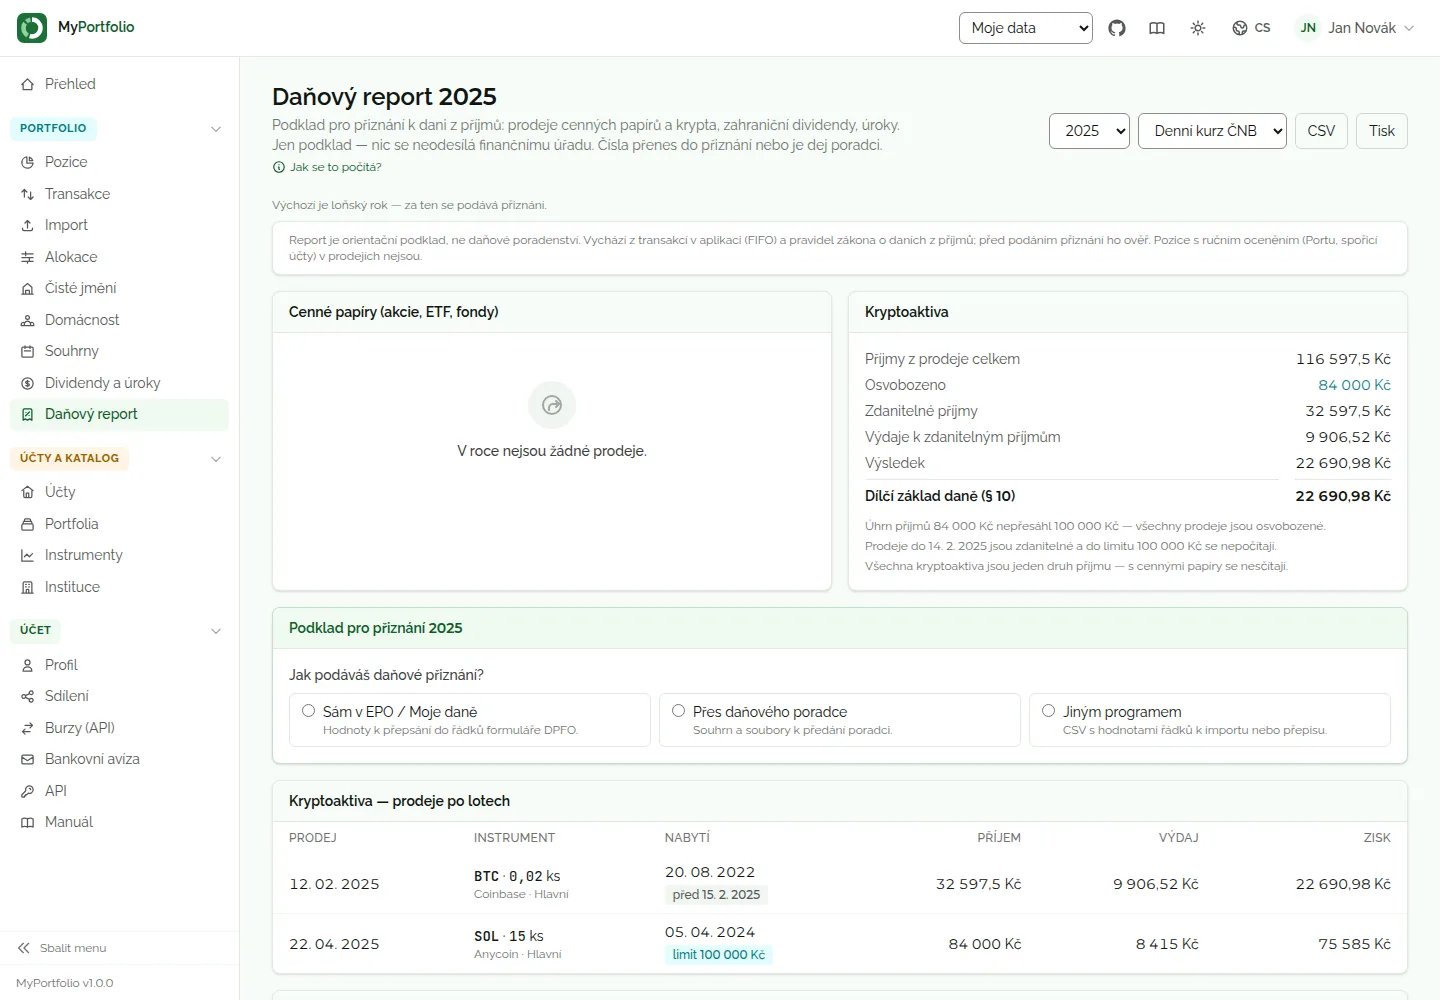 MyPortfolio
Moje data
CS
JN Jan Novák
Přehled
PORTFOLIO
Pozice
Transakce
Import
Alokace
Čisté jmění
Domácnost
Souhrny
Dividendy a úroky
Daňový report
ÚČTY A KATALOG
Účty
Portfolia
Instrumenty
Instituce
ÚČET
Profil
Sdílení
Burzy (API)
Bankovní avíza
API
Manuál
Sbalit menu
MyPortfolio v1.0.0
Daňový report 2025
Podklad pro přiznání k dani z příjmů: prodeje cenných papírů a krypta, zahraniční dividendy, úroky.
Jen podklad — nic se neodesílá finančnímu úřadu. Čísla přenes do přiznání nebo je dej poradci.
Jak se to počítá?
2025
Denní kurz ČNB
CSV
Tisk
Výchozí je loňský rok — za ten se podává přiznání.
Report je orientační podklad, ne daňové poradenství. Vychází z transakcí v aplikaci (FIFO) a pravidel zákona o daních z příjmů; před podáním přiznání ho ověř. Pozice s ručním oceněním (Portu, spořicí
účty) v prodejích nejsou.
Cenné papíry (akcie, ETF, fondy)
V roce nejsou žádné prodeje.
Kryptoaktiva
Příjmy z prodeje celkem 116 597,5 Kč
Osvobozeno 84 000 Kč
Zdanitelné příjmy 32 597,5 Kč
Výdaje k zdanitelným příjmům 9 906,52 Kč
Výsledek 22 690,98 Kč
Dílčí základ daně (§ 10) 22 690,98 Kč
Úhrn příjmů 84 000 Kč nepřesáhl 100 000 Kč — všechny prodeje jsou osvobozené.
Prodeje do 14. 2. 2025 jsou zdanitelné a do limitu 100 000 Kč se nepočítají.
Všechna kryptoaktiva jsou jeden druh příjmu — s cennými papíry se nesčítají.
Podklad pro přiznání 2025
Jak podáváš daňové přiznání?
Sám v EPO / Moje daně
Hodnoty k přepsání do řádků formuláře DPFO.
Přes daňového poradce
Souhrn a soubory k předání poradci.
Jiným programem
CSV s hodnotami řádků k importu nebo přepisu.
Kryptoaktiva — prodeje po lotech
PRODEJ INSTRUMENT NABYTÍ PŘÍJEM VÝDAJ ZISK
12. 02. 2025 BTC · 0,02 ks 20. 08. 2022 32 597,5 Kč 9 906,52 Kč 22 690,98 Kč
Coinbase · Hlavní před 15. 2. 2025
22. 04. 2025 SOL · 15 ks 05. 04. 2024 84 000 Kč 8 415 Kč 75 585 Kč
Anycoin · Hlavní limit 100 000 Kč